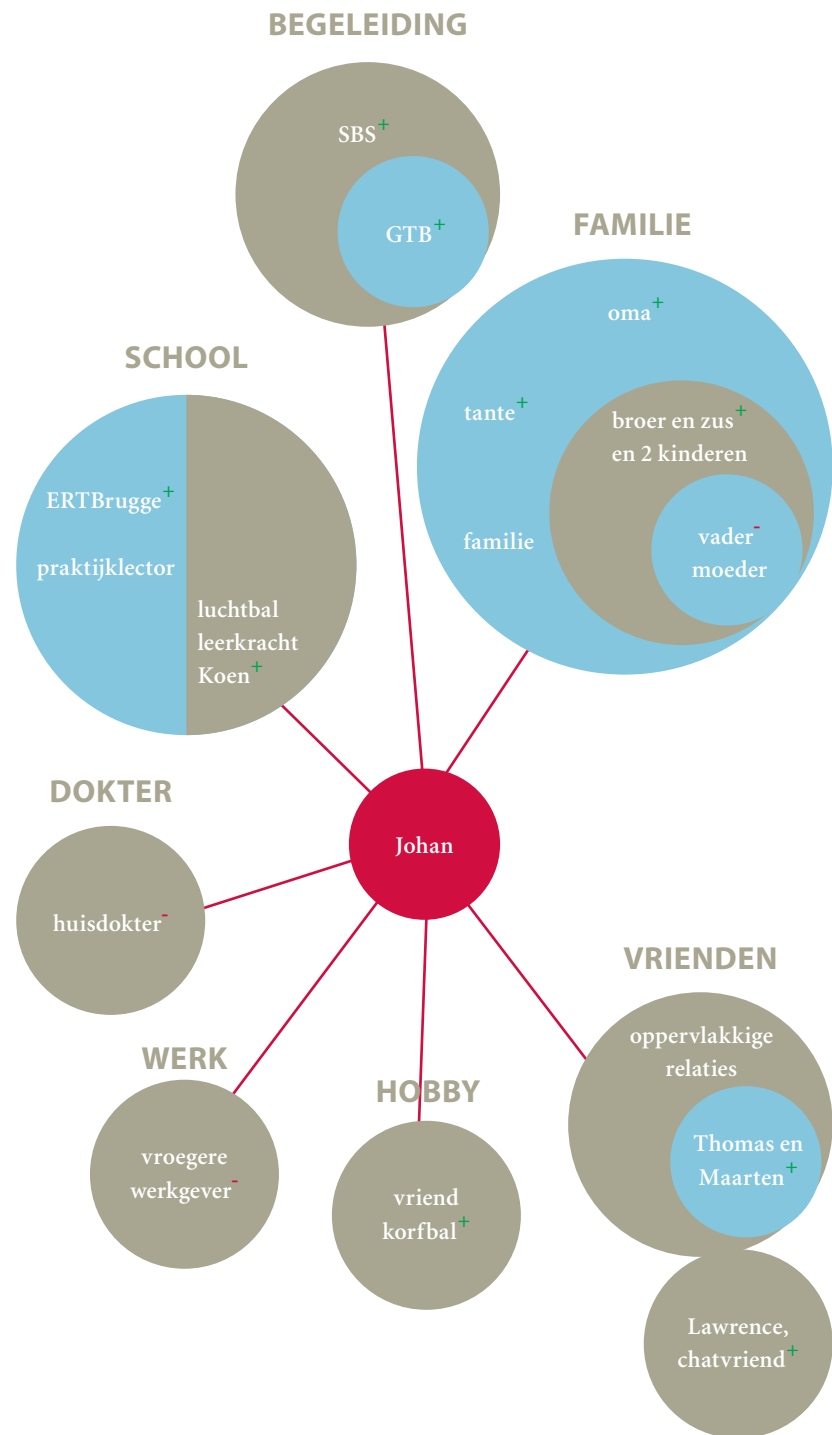 BEGELEIDING
SBS+
GTB+
FAMILIE
oma+
tante+
broer en zus+
en 2 kinderen
familie
vader-
moeder
SCHOOL
ERTBrugge+
praktijklector
luchtbal
leerkracht
Koen+
Johan
DOKTER
huisdokter-
WERK
vroegere
werkgever-
HOBBY
vriend
korfbal+
VRIENDEN
oppervlakkige
relaties
Thomas en
Maarten+
Lawrence,
chatvriend+